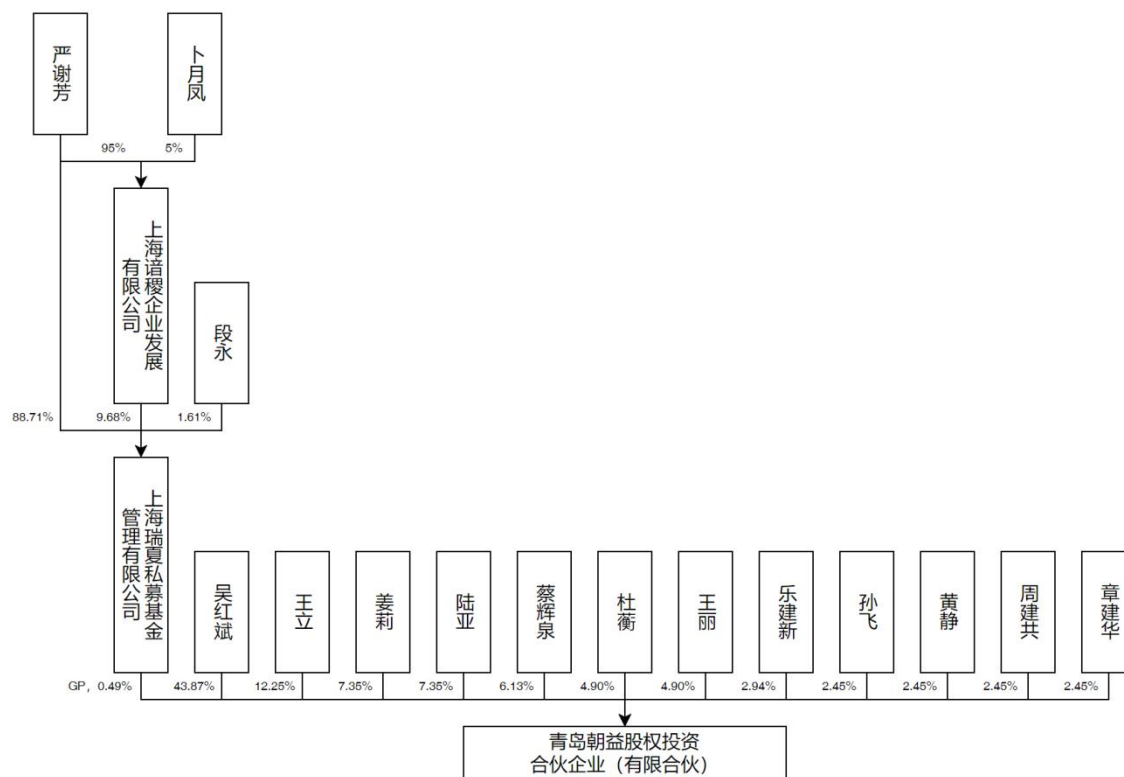 严谢芳
卜月凤
95%
5%
上海谙稷企业发展
有限公司
段永
88.71%
9.68%
1.61%
上海瑞夏私募基金
管理有限公司
吴红斌
王立
姜莉
陆亚
蔡辉泉
杜蘅
王丽
乐建新
孙飞
黄静
周建共
章建华
GP，0.49%
43.87%
12.25%
7.35%
7.35%
6.13%
4.90%
4.90%
2.94%
2.45%
2.45%
2.45%
2.45%
青岛朝益股权投资
合伙企业（有限合伙）